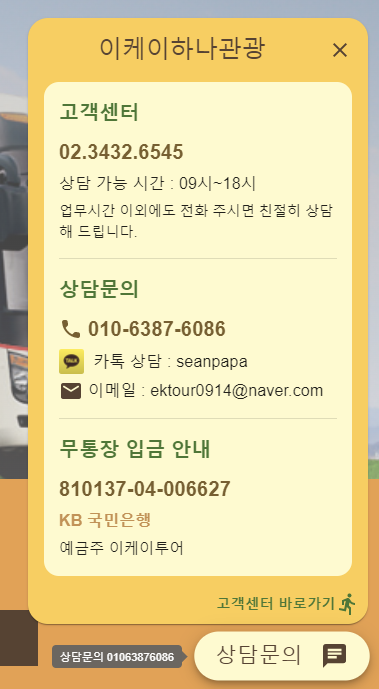 이케이하나관광
고객센터
02.3432.6545
상담 가능 시간 : 09시~18시
업무시간 이외에도 전화 주시면 친절히 상담
해 드립니다.
상담문의
010-6387-6086
TALK
카톡 상담 : seanpapa
이메일 : ektour0914@naver.com
무통장 입금 안내
810137-04-006627
KB 국민은행
예금주 이케이투어
고객센터 바로가기
상담문의 01063876086
상담문의